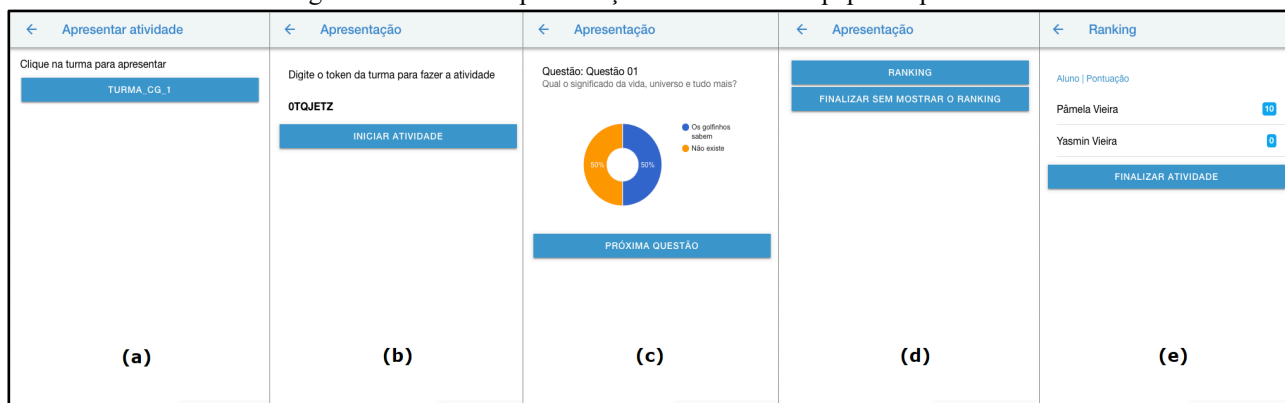 ← Apresentar atividade
Clique na turma para apresentar
TURMA_CG_1
(a)
← Apresentação
Digite o token da turma para fazer a atividade
0TQJETZ
INICIAR ATIVIDADE
(b)
← Apresentação
Questão: Questão 01
Qual o significado da vida, universo e tudo mais?
50%
50%
Os golfinhos
sabem
Não existe
PRÓXIMA QUESTÃO
(c)
← Apresentação
RANKING
FINALIZAR SEM MOSTRAR O RANKING
(d)
← Ranking
Aluno | Pontuação
Pâmela Vieira 10
Yasmin Vieira 0
FINALIZAR ATIVIDADE
(e)